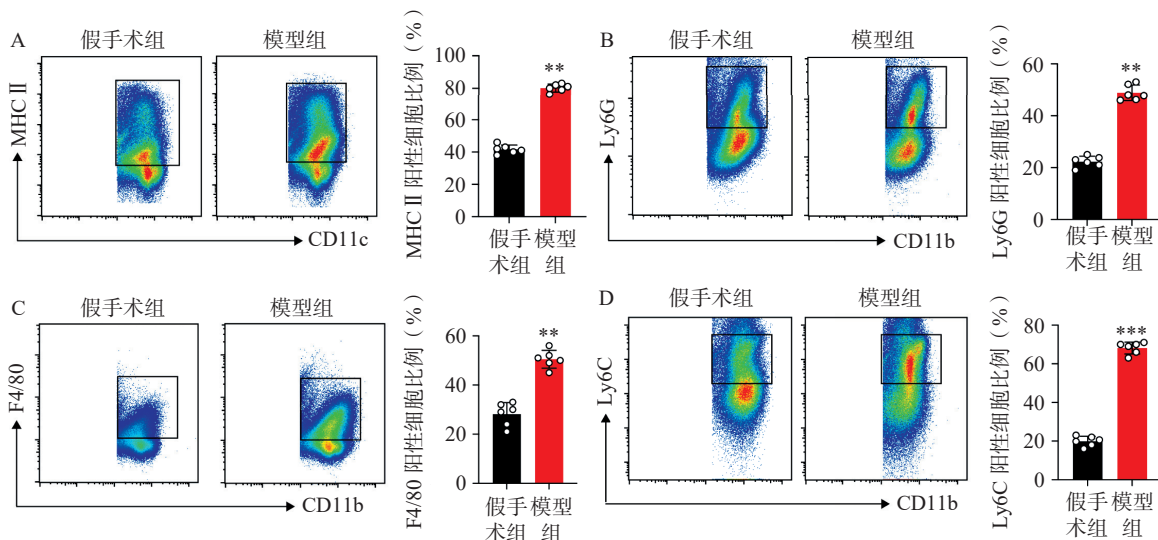 A
假手术组
模型组
MHC Ⅱ
CD11c
MHC Ⅱ 阳性细胞比例（%）
100
80
60
40
20
0
**
假手
术组
模型
组
B
假手术组
模型组
Ly6G
CD11b
Ly6G 阳性细胞比例（%）
60
40
20
0
**
假手
术组
模型
组
C
假手术组
模型组
F4/80
CD11b
F4/80 阳性细胞比例（%）
60
40
20
0
**
假手
术组
模型
组
D
假手术组
模型组
Ly6C
CD11b
Ly6C 阳性细胞比例（%）
80
60
40
20
0
***
假手
术组
模型
组